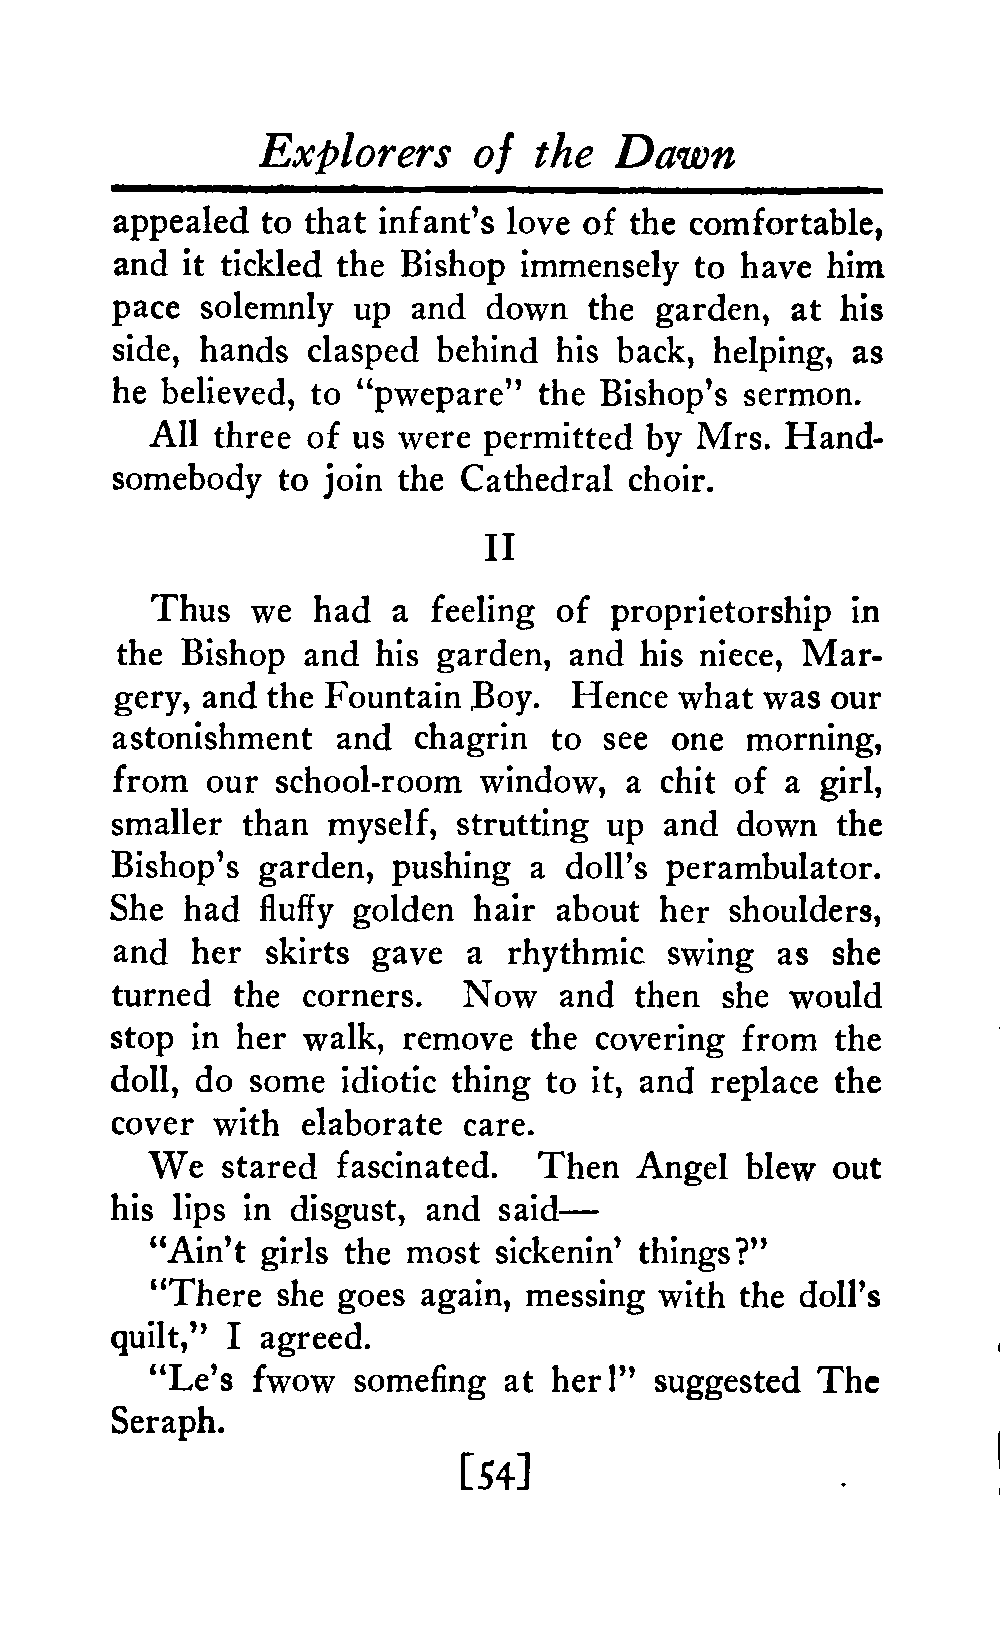 Explorers of the Dawn
appealed to that infant's love of the comfortable,
and it tickled the Bishop immensely to have him
pace solemnly up and down the garden, at his
side, hands clasped behind his back, helping, as
he believed, to "pwepare" the Bishop's sermon.
All three of us were permitted by Mrs. Hand-
somebody to join the Cathedral choir.
II
Thus we had a feeling of proprietorship in
the Bishop and his garden, and his niece, Mar-
gery, and the Fountain Boy. Hence what was our
astonishment and chagrin to see one morning,
from our school-room window, a chit of a girl,
smaller than myself, strutting up and down the
Bishop's garden, pushing a doll's perambulator.
She had fluffy golden hair about her shoulders,
and her skirts gave a rhythmic swing as she
turned the corners. Now and then she would
stop in her walk, remove the covering from the
doll, do some idiotic thing to it, and replace the
cover with elaborate care.
We stared fascinated. Then Angel blew out
his lips in disgust, and said—
"Ain't girls the most sickenin' things?"
"There she goes again, messing with the doll's
quilt," I agreed.
"Le's fwow somefing at her!" suggested The
Seraph.
[54]